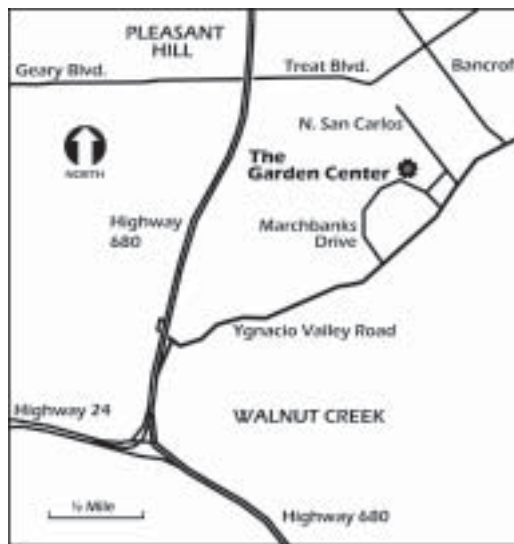 PLEASANT
HILL
Geary Blvd.
Treat Blvd.
Bancrof
N. San Carlos
NORTH
The
Garden Center
Highway
680
Marchbanks
Drive
Ygnacio Valley Road
Highway 24
WALNUT CREEK
½ Mile
Highway 680